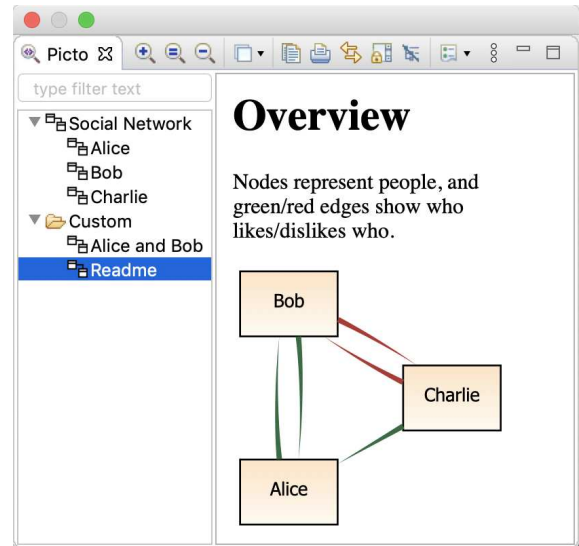 Picto
type filter text
Social Network
Alice
Bob
Charlie
Custom
Alice and Bob
Readme
Overview
Nodes represent people, and
green/red edges show who
likes/dislikes who.
Bob
Charlie
Alice